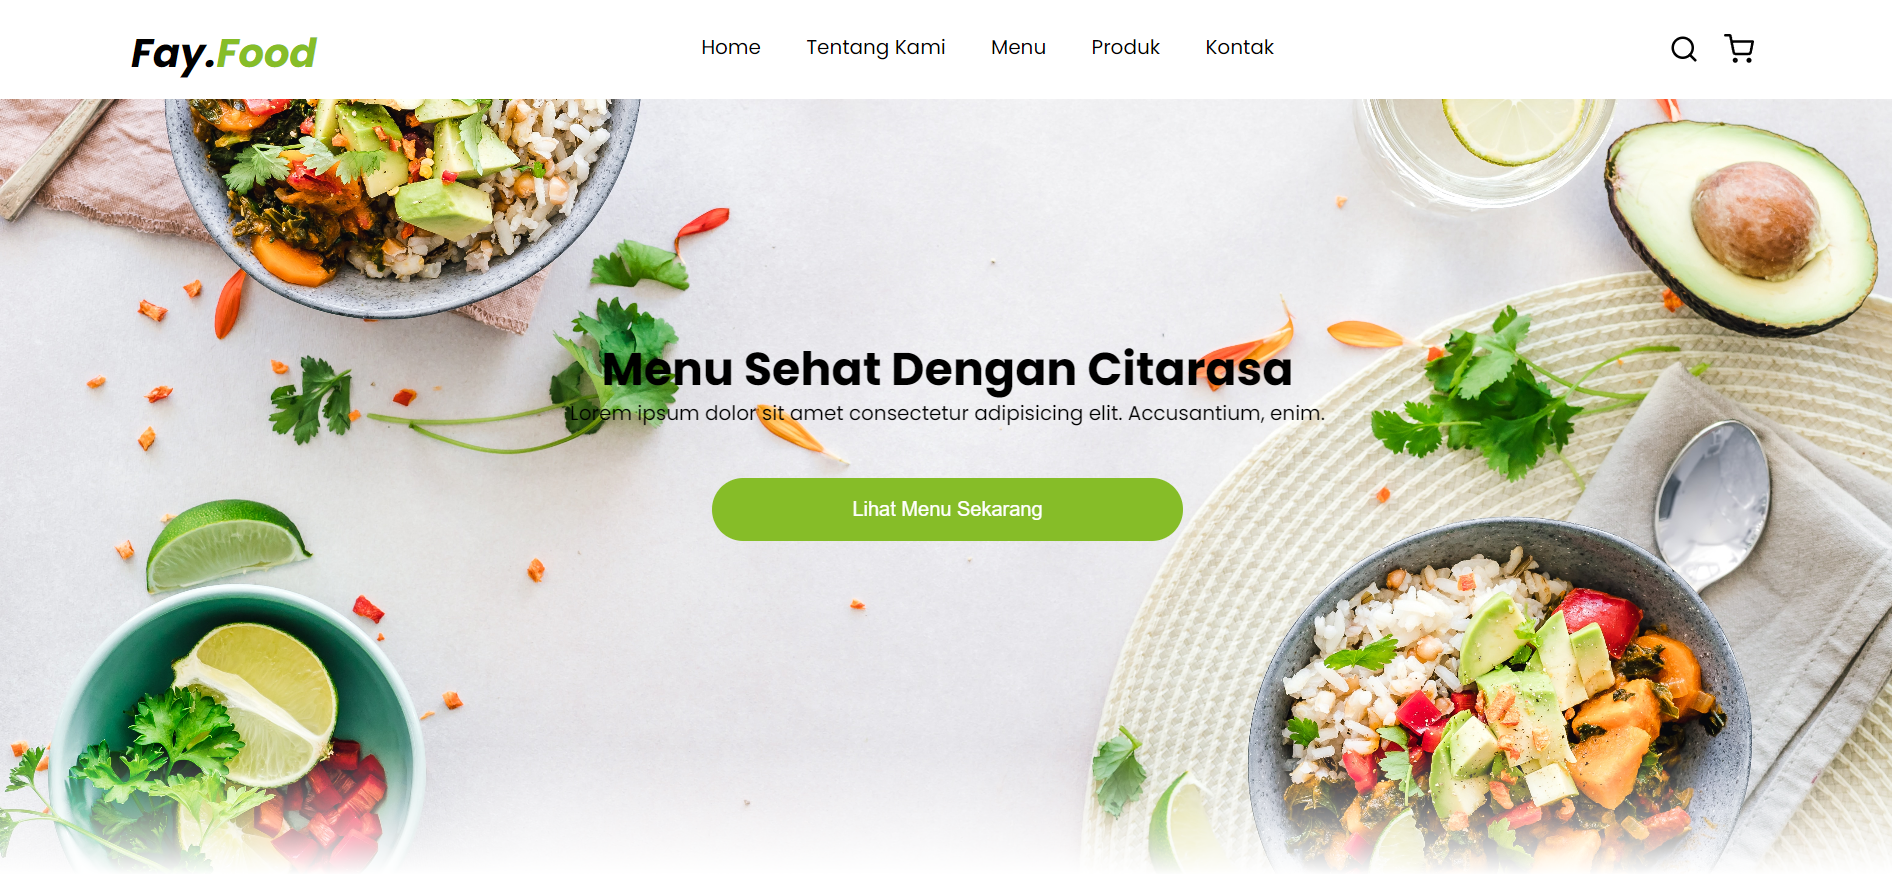 Fay.Food
Home Tentang Kami Menu Produk Kontak
Menu Sehat Dengan Citarasa
Lorem ipsum dolor sit amet consectetur adipisicing elit. Accusantium, enim.
Lihat Menu Sekarang